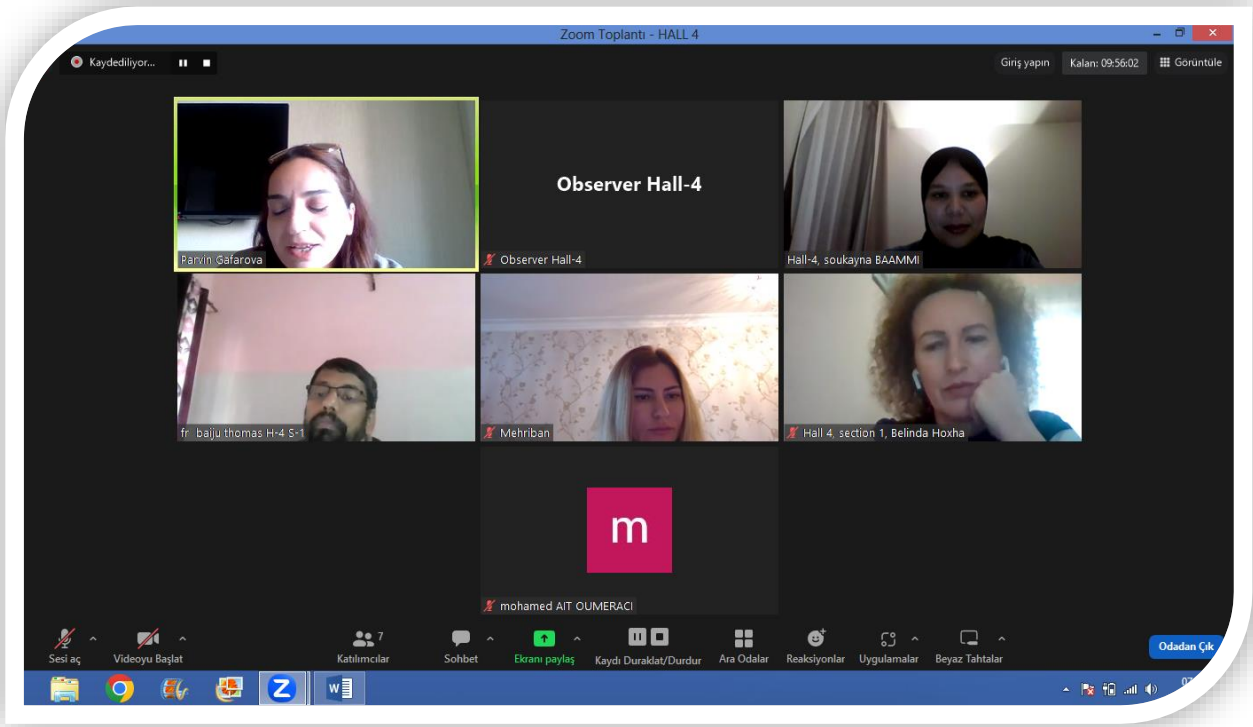 Zoom Toplantı - HALL 4
Kaydediliyor...
Giriş yapın
Kalan: 09:56:02
Görüntüle
Parvin Gafarova
Observer Hall-4
Observer Hall-4
Hall-4, soukayna BAAMMI
fr baiju thomas H-4 S-1
Mehriban
Hall 4, section 1, Belinda Hoxha
m
mohamed AIT OUMERACI
Sesi aç
Videoyu Başlat
7
Katılımcılar
Sohbet
Ekranı paylaş
Kaydı Duraklat/Durdur
Ara Odalar
Reaksiyonlar
Uygulamalar
Beyaz Tahtalar
Odadan Çık